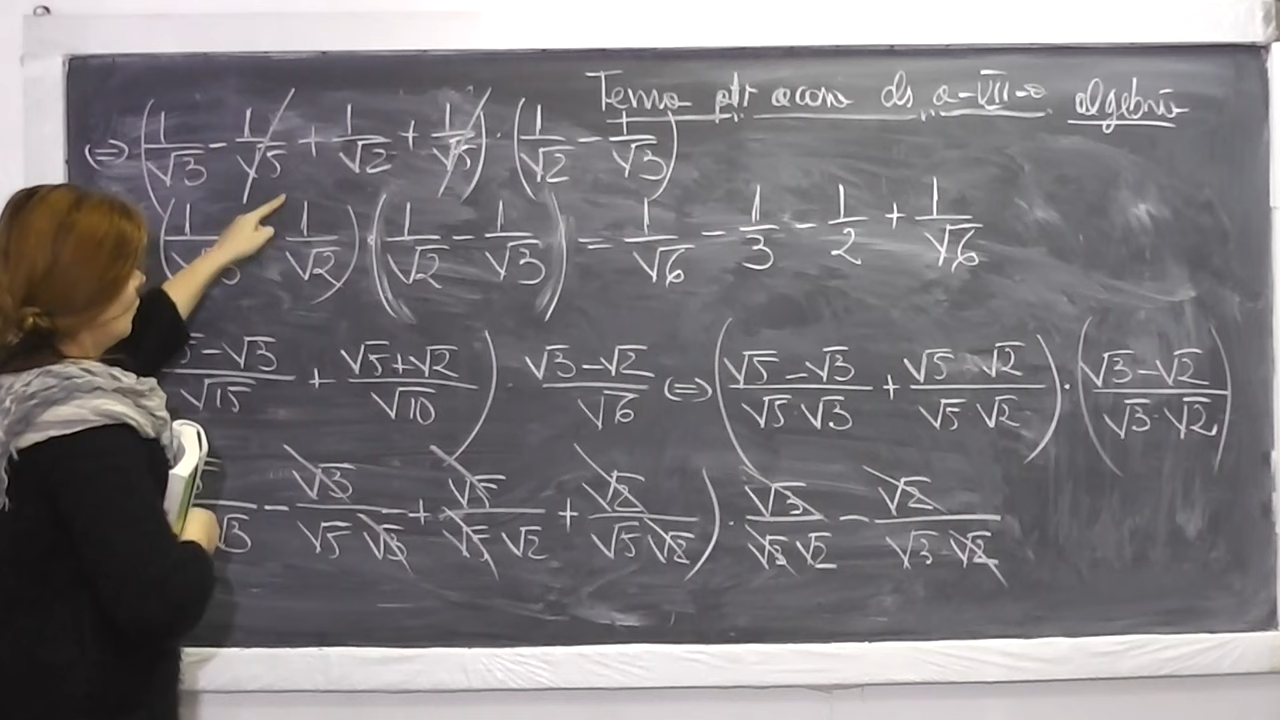 Tema ptr acasa de a-VII-a algebră
⇔ (1/√3 - 1/√5 + 1/√2 + 1/√5) · (1/√2 - 1/√3)
(1/√3 1/√2) · (1/√2 - 1/√3) = 1/√6 - 1/3 - 1/2 + 1/√6
-√3/√15 + (√5+√2)/√10) · (√3-√2)/√6 ⇔ ((√5-√3)/(√5·√3) + (√5 √2)/(√5 √2)) · ((√3-√2)/(√3·√2))
√3 - √3/(√5 √3) + √5/(√5 √2) + √2/(√5 √2)) · √3/(√3 √2) - √2/(√3·√2)